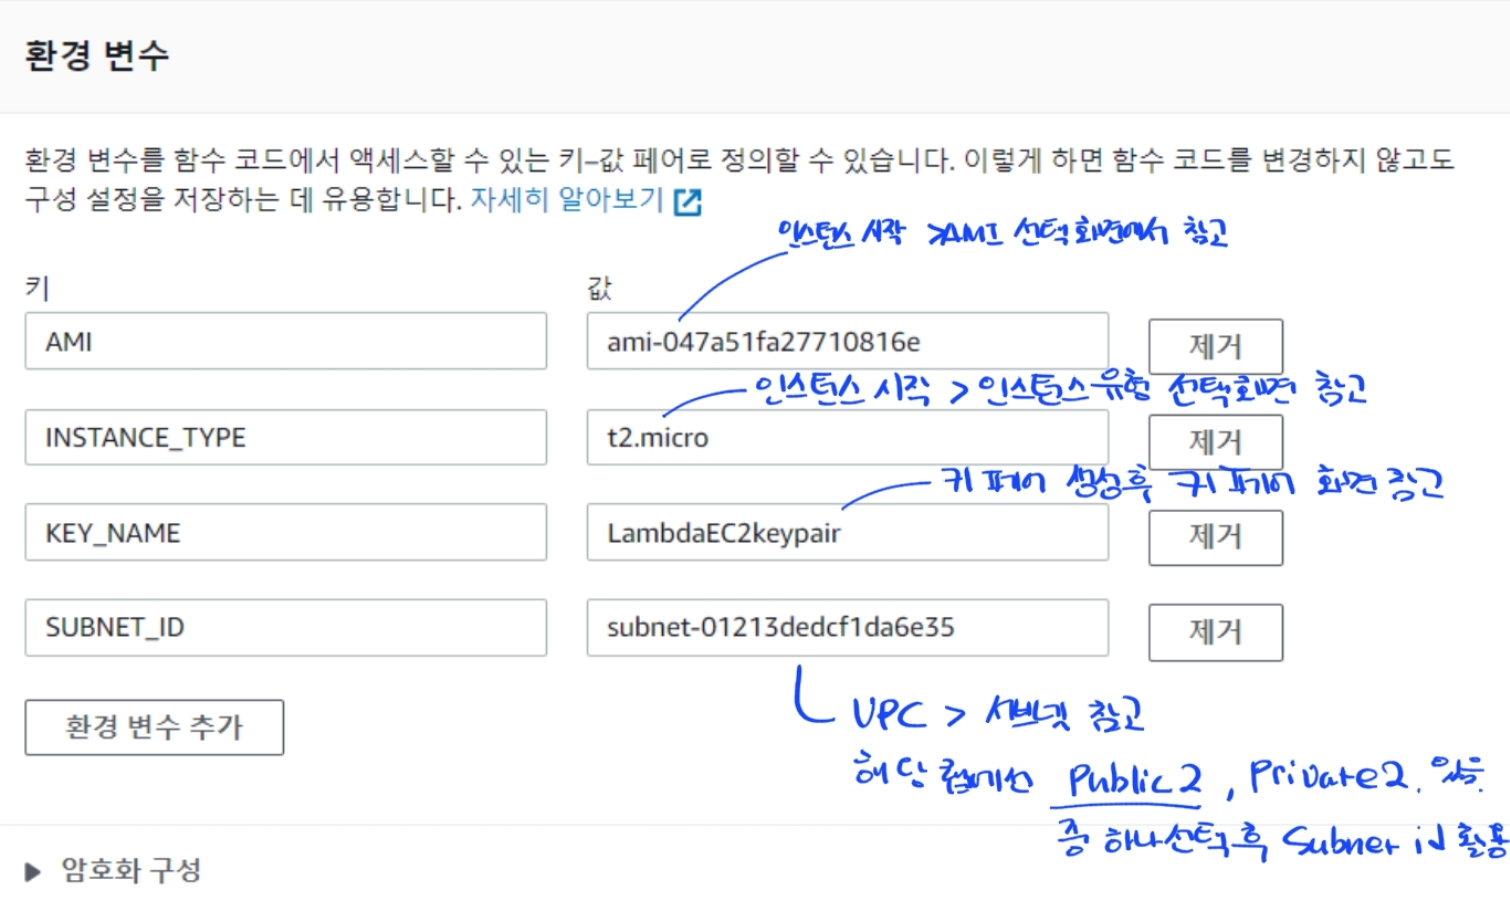 환경 변수
환경 변수를 함수 코드에서 액세스할 수 있는 키-값 페어로 정의할 수 있습니다. 이렇게 하면 함수 코드를 변경하지 않고도
구성 설정을 저장하는 데 유용합니다. 자세히 알아보기
인스턴스 시작 >AMI 선택화면에서 참고
키 값
AMI ami-047a51fa27710816e 제거
인스턴스 시작 > 인스턴스 유형 선택화면 참고
INSTANCE_TYPE t2.micro 제거
키 페어 생성후 키 페어 화면 참고
KEY_NAME LambdaEC2keypair 제거
SUBNET_ID subnet-01213dedcf1da6e35 제거
VPC > 서브넷 참고
환경 변수 추가
해당 랩에선 Public2, Private2. 있음.
중 하나선택 후 Subner id 활용
암호화 구성